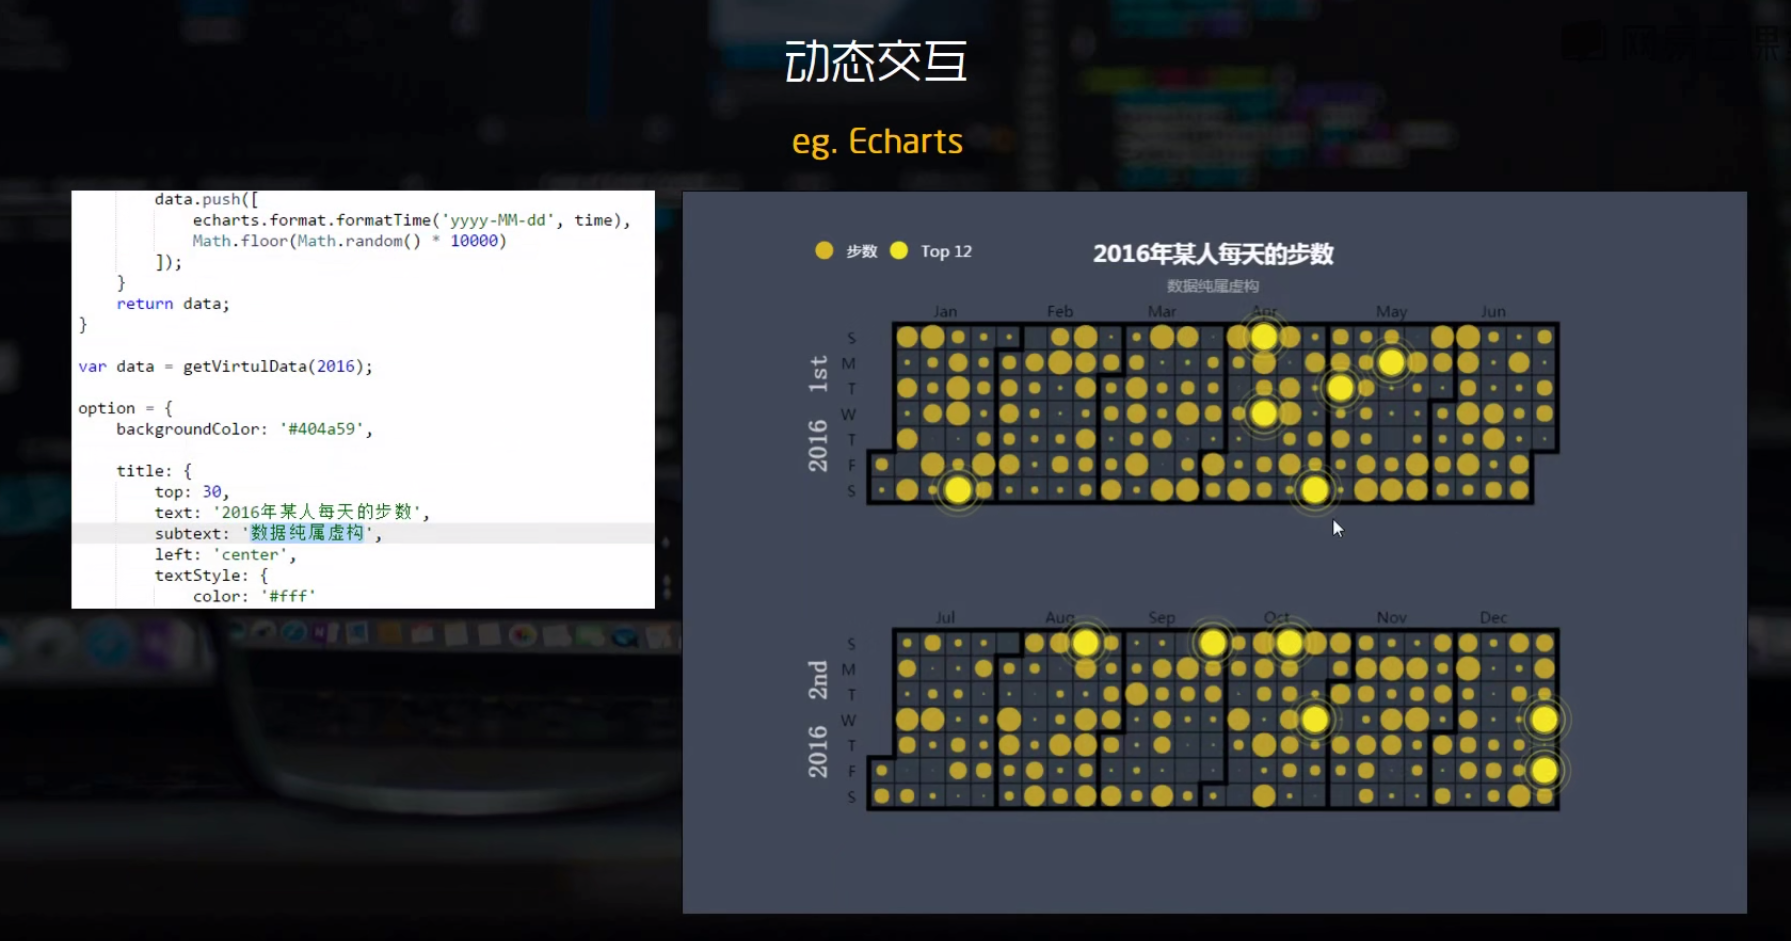 动态交互
eg. Echarts
data.push([
echarts.format.formatTime('yyyy-MM-dd', time),
Math.floor(Math.random() * 10000)
]);
}
return data;
}
var data = getVirtulData(2016);
option = {
backgroundColor: '#404a59',
title: {
top: 30,
text: '2016年某人每天的步数',
subtext: '数据纯属虚构',
left: 'center',
textStyle: {
color: '#fff'
步数 Top 12
2016年某人每天的步数
数据纯属虚构
Jan Feb Mar Apr May Jun
2016 1st
S
M
T
W
T
F
S
Jul Aug Sep Oct Nov Dec
2016 2nd
S
M
T
W
T
F
S